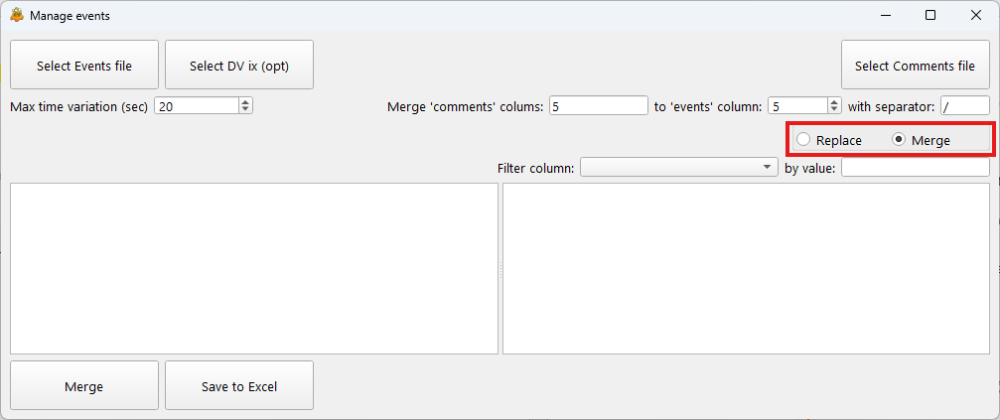 Manage events
Select Events file Select DV ix (opt) Select Comments file
Max time variation (sec) 20 Merge 'comments' colums: 5 to 'events' column: 5 with separator: /
Replace Merge
Filter column: by value:
Merge Save to Excel